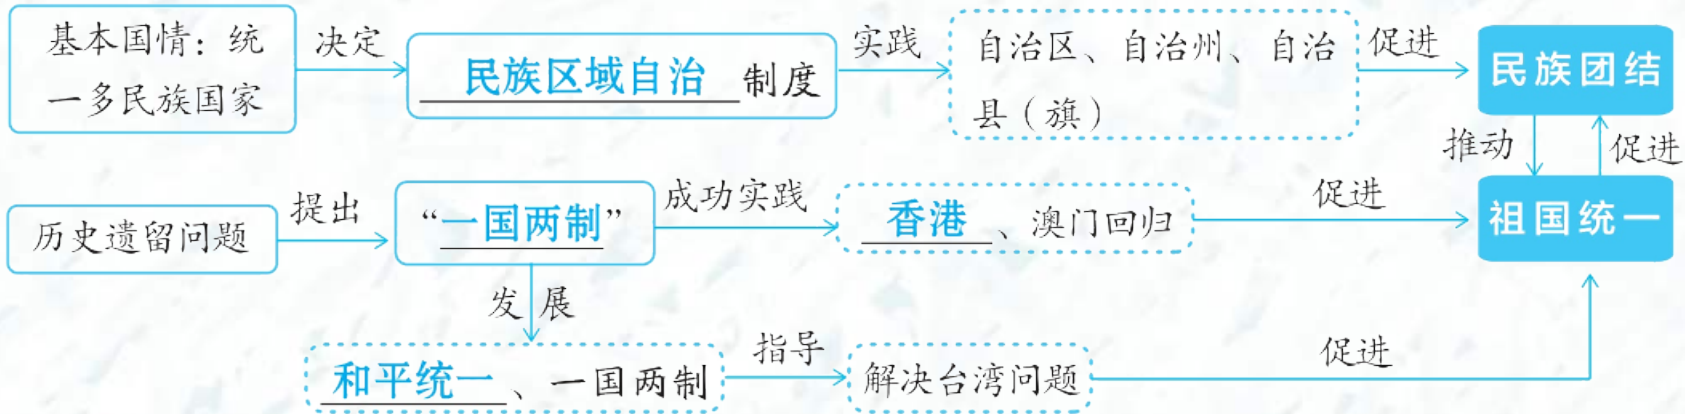 基本国情：统
一多民族国家
决定
民族区域自治制度
实践
自治区、自治州、自治
县（旗）
促进
民族团结
推动
促进
历史遗留问题
提出
“一国两制”
成功实践
香港、澳门回归
促进
祖国统一
发展
和平统一、一国两制
指导
解决台湾问题
促进